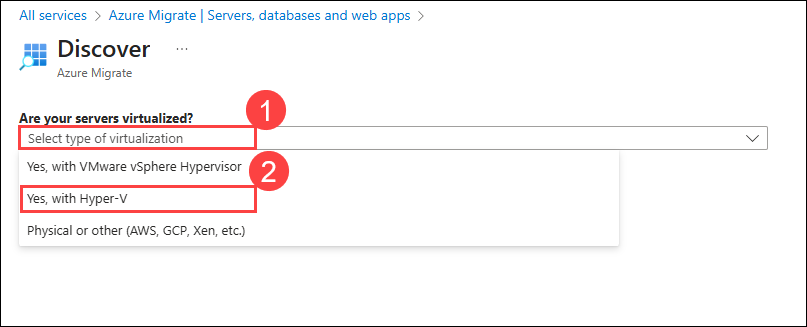 All services > Azure Migrate | Servers, databases and web apps >
Discover ...
Azure Migrate
1
Are your servers virtualized?
Select type of virtualization
2
Yes, with VMware vSphere Hypervisor
Yes, with Hyper-V
Physical or other (AWS, GCP, Xen, etc.)